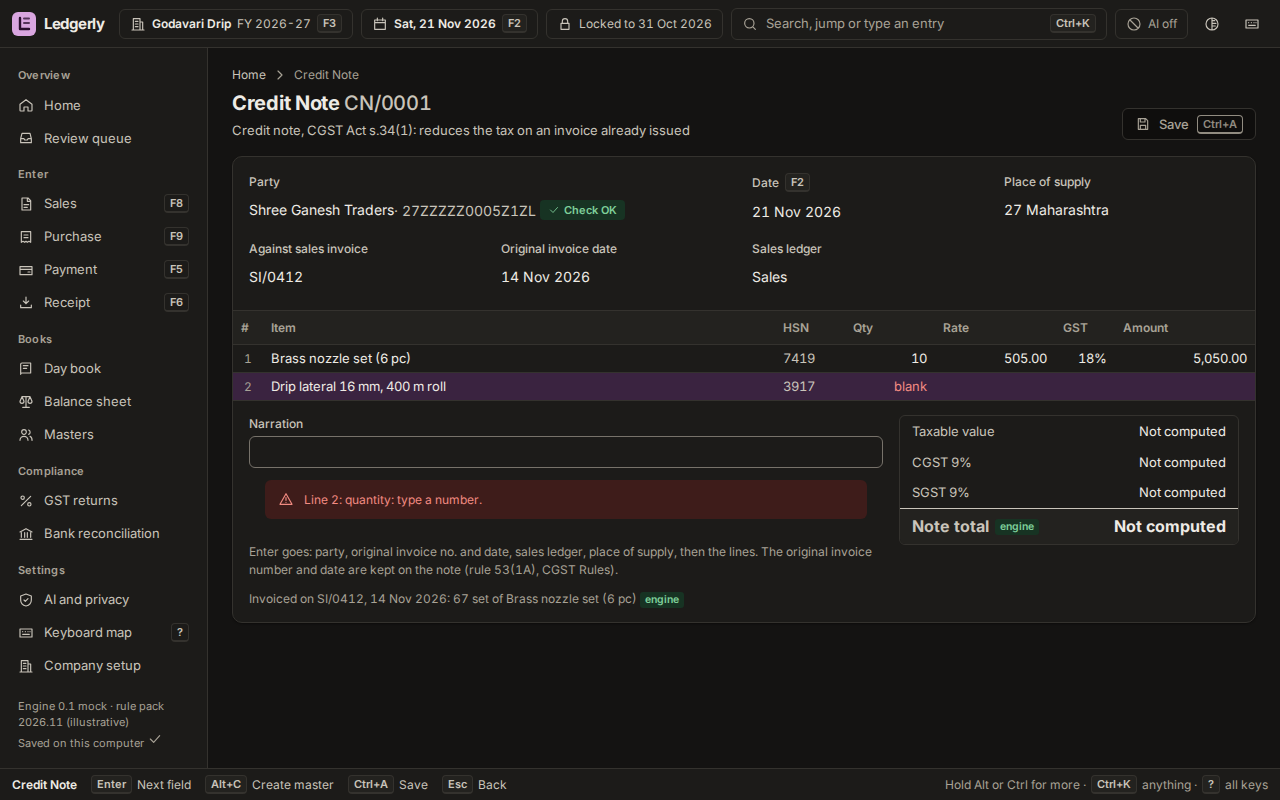 Ledgerly
Godavari Drip FY 2026-27 F3
Sat, 21 Nov 2026 F2
Locked to 31 Oct 2026
Search, jump or type an entry Ctrl+K
AI off
Overview
Home
Review queue
Enter
Sales F8
Purchase F9
Payment F5
Receipt F6
Books
Day book
Balance sheet
Masters
Compliance
GST returns
Bank reconciliation
Settings
AI and privacy
Keyboard map ?
Company setup
Engine 0.1 mock · rule pack
2026.11 (illustrative)
Saved on this computer
Home > Credit Note
Credit Note CN/0001
Credit note, CGST Act s.34(1): reduces the tax on an invoice already issued
Save Ctrl+A
Party
Shree Ganesh Traders· 27ZZZZZ0005Z1ZL Check OK
Date F2
21 Nov 2026
Place of supply
27 Maharashtra
Against sales invoice
SI/0412
Original invoice date
14 Nov 2026
Sales ledger
Sales
# Item HSN Qty Rate GST Amount
1 Brass nozzle set (6 pc) 7419 10 505.00 18% 5,050.00
2 Drip lateral 16 mm, 400 m roll 3917 blank
Narration
Line 2: quantity: type a number.
Enter goes: party, original invoice no. and date, sales ledger, place of supply, then the lines. The original invoice
number and date are kept on the note (rule 53(1A), CGST Rules).
Invoiced on SI/0412, 14 Nov 2026: 67 set of Brass nozzle set (6 pc) engine
Taxable value Not computed
CGST 9% Not computed
SGST 9% Not computed
Note total engine Not computed
Credit Note Enter Next field Alt+C Create master Ctrl+A Save Esc Back
Hold Alt or Ctrl for more · Ctrl+K anything · ? all keys